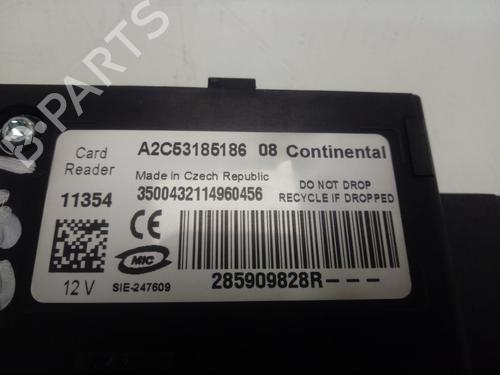 B-PARTS
Card Reader
A2C53185186 08 Continental
Made in Czech Republic
11354
3500432114960456
DO NOT DROP
RECYCLE IF DROPPED
CE
MIC
12 V
SIE-247609
285909828R---